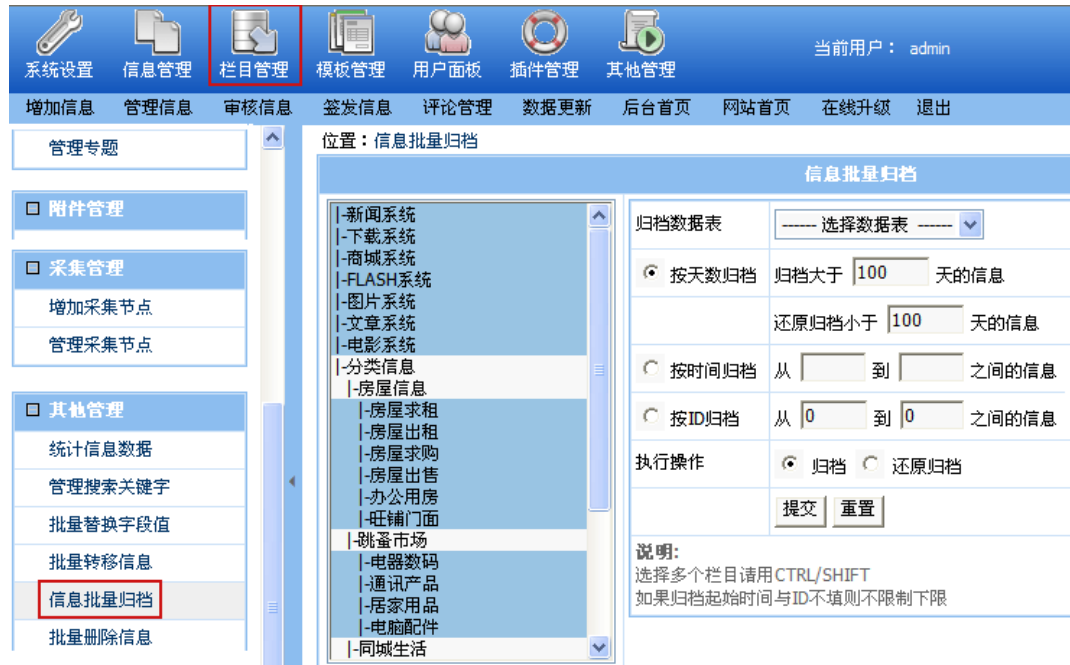 系统设置 信息管理 栏目管理 模板管理 用户面板 插件管理 其他管理 当前用户： admin
增加信息 管理信息 审核信息 签发信息 评论管理 数据更新 后台首页 网站首页 在线升级 退出
管理专题
附件管理
采集管理
增加采集节点
管理采集节点
其他管理
统计信息数据
管理搜索关键字
批量替换字段值
批量转移信息
信息批量归档
批量删除信息
位置：信息批量归档
信息批量归档
|-新闻系统
|-下载系统
|-商城系统
|-FLASH系统
|-图片系统
|-文章系统
|-电影系统
|-分类信息
|-房屋信息
|-房屋求租
|-房屋出租
|-房屋求购
|-房屋出售
|-办公用房
|-旺铺门面
|-跳蚤市场
|-电器数码
|-通讯产品
|-居家用品
|-电脑配件
|-同城生活
归档数据表 ------ 选择数据表 ------
按天数归档 归档大于 100 天的信息
还原归档小于 100 天的信息
按时间归档 从 到 之间的信息
按ID归档 从 0 到 0 之间的信息
执行操作 归档 还原归档
提交 重置
说明:
选择多个栏目请用CTRL/SHIFT
如果归档起始时间与ID不填则不限制下限